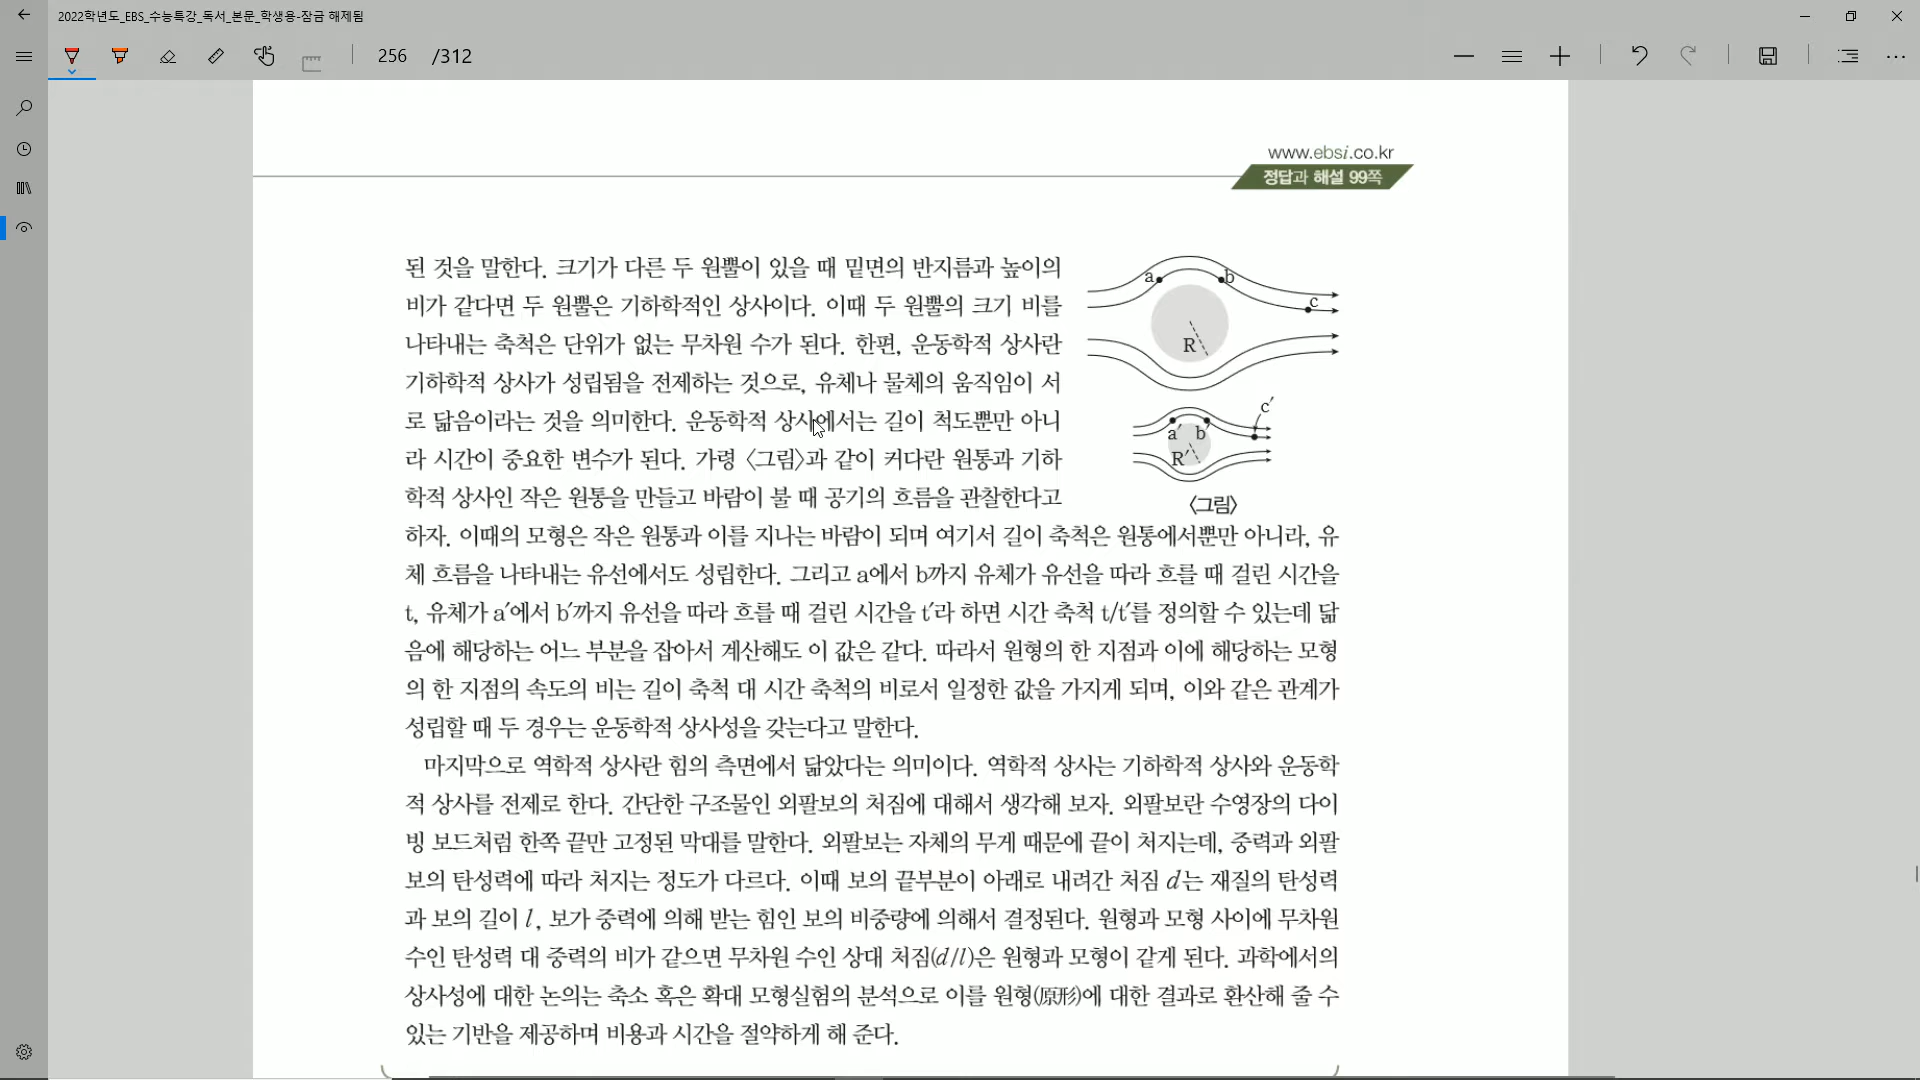 2022학년도_EBS_수능특강_독서_본문_학생용-잠금 해제됨
256 /312
www.ebsi.co.kr
정답과 해설 99쪽
된 것을 말한다. 크기가 다른 두 원뿔이 있을 때 밑면의 반지름과 높이의
비가 같다면 두 원뿔은 기하학적인 상사이다. 이때 두 원뿔의 크기 비를
나타내는 축척은 단위가 없는 무차원 수가 된다. 한편, 운동학적 상사란
기하학적 상사가 성립됨을 전제하는 것으로, 유체나 물체의 움직임이 서
로 닮음이라는 것을 의미한다. 운동학적 상사에서는 길이 척도뿐만 아니
라 시간이 중요한 변수가 된다. 가령 〈그림〉과 같이 커다란 원통과 기하
학적 상사인 작은 원통을 만들고 바람이 불 때 공기의 흐름을 관찰한다고
a b
c
R
c′
a′ b′
R′
〈그림〉
하자. 이때의 모형은 작은 원통과 이를 지나는 바람이 되며 여기서 길이 축척은 원통에서뿐만 아니라, 유
체 흐름을 나타내는 유선에서도 성립한다. 그리고 a에서 b까지 유체가 유선을 따라 흐를 때 걸린 시간을
t, 유체가 a′에서 b′까지 유선을 따라 흐를 때 걸린 시간을 t′라 하면 시간 축척 t/t′를 정의할 수 있는데 닮
음에 해당하는 어느 부분을 잡아서 계산해도 이 값은 같다. 따라서 원형의 한 지점과 이에 해당하는 모형
의 한 지점의 속도의 비는 길이 축척 대 시간 축척의 비로서 일정한 값을 가지게 되며, 이와 같은 관계가
성립할 때 두 경우는 운동학적 상사성을 갖는다고 말한다.
마지막으로 역학적 상사란 힘의 측면에서 닮았다는 의미이다. 역학적 상사는 기하학적 상사와 운동학
적 상사를 전제로 한다. 간단한 구조물인 외팔보의 처짐에 대해서 생각해 보자. 외팔보란 수영장의 다이
빙 보드처럼 한쪽 끝만 고정된 막대를 말한다. 외팔보는 자체의 무게 때문에 끝이 처지는데, 중력과 외팔
보의 탄성력에 따라 처지는 정도가 다르다. 이때 보의 끝부분이 아래로 내려간 처짐 d는 재질의 탄성력
과 보의 길이 l, 보가 중력에 의해 받는 힘인 보의 비중량에 의해서 결정된다. 원형과 모형 사이에 무차원
수인 탄성력 대 중력의 비가 같으면 무차원 수인 상대 처짐(d/l)은 원형과 모형이 같게 된다. 과학에서의
상사성에 대한 논의는 축소 혹은 확대 모형실험의 분석으로 이를 원형(原形)에 대한 결과로 환산해 줄 수
있는 기반을 제공하며 비용과 시간을 절약하게 해 준다.